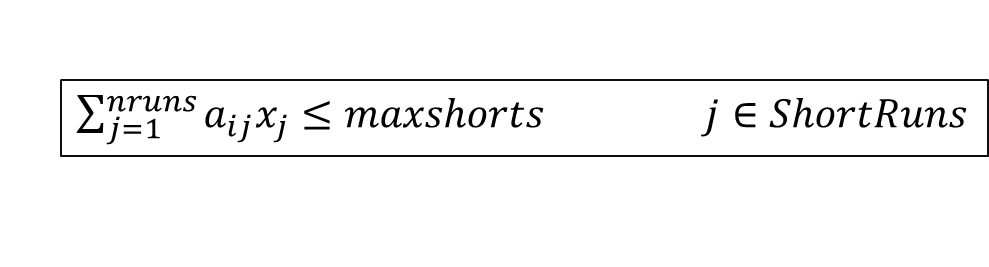 ∑_{j=1}^{nruns} a_{ij}x_j ≤ maxshorts j ∈ ShortRuns